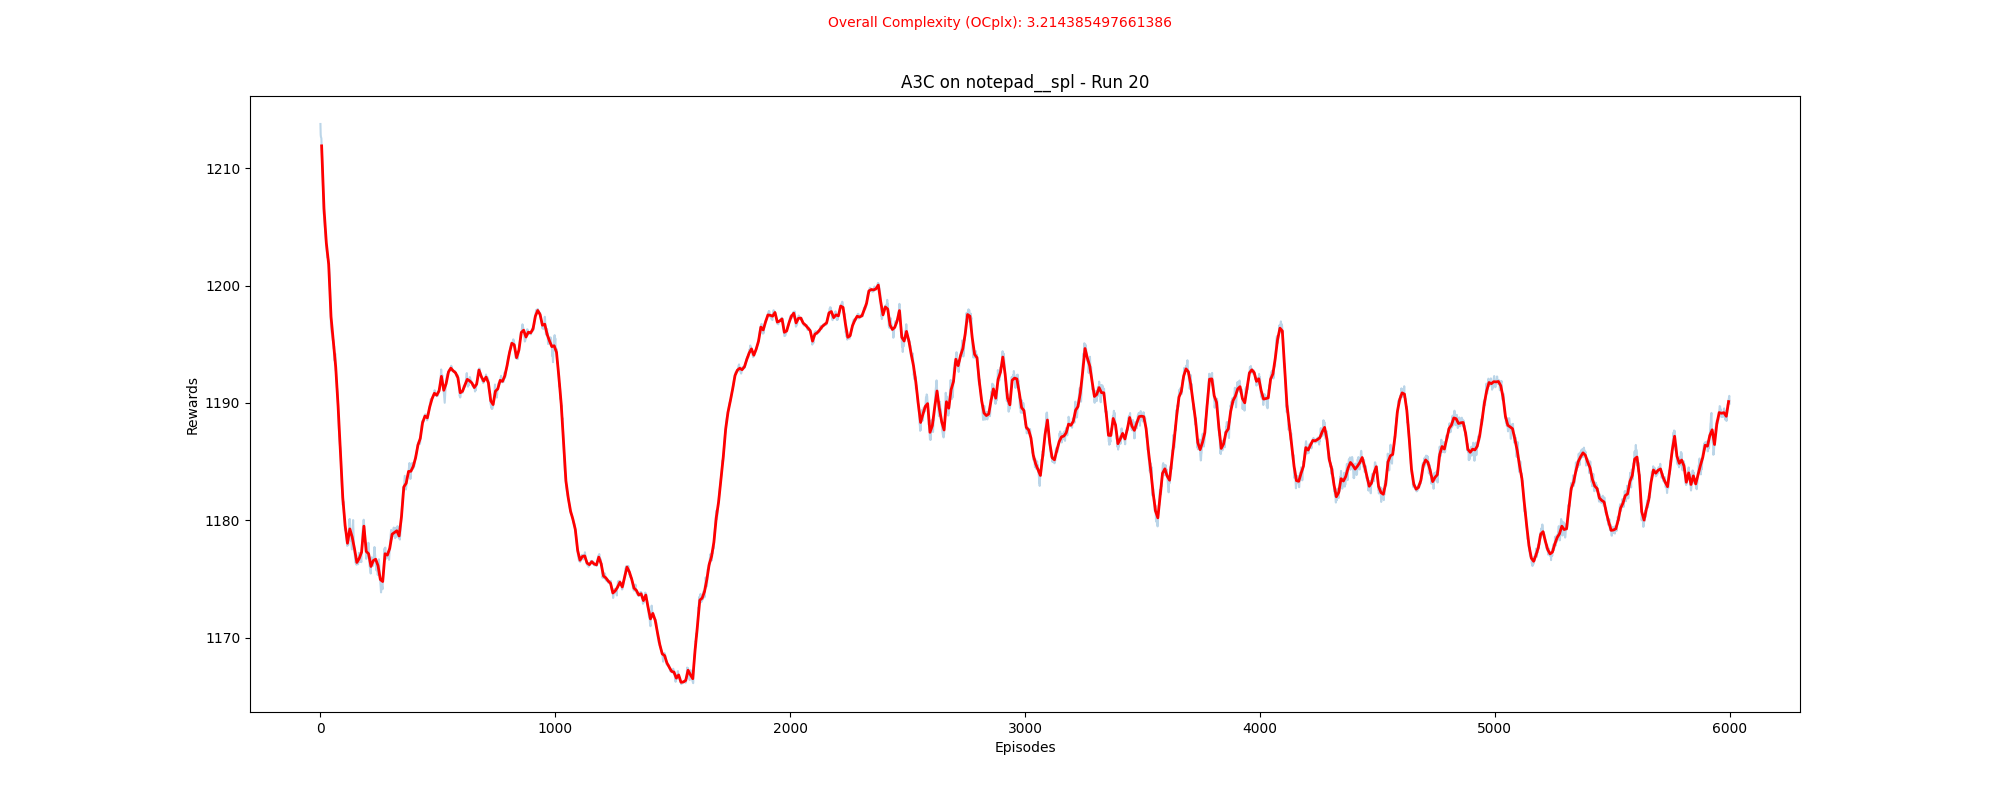 Overall Complexity (OCplx): 3.214385497661386
A3C on notepad__spl - Run 20
Rewards
1210
1200
1190
1180
1170
0 1000 2000 3000 4000 5000 6000
Episodes